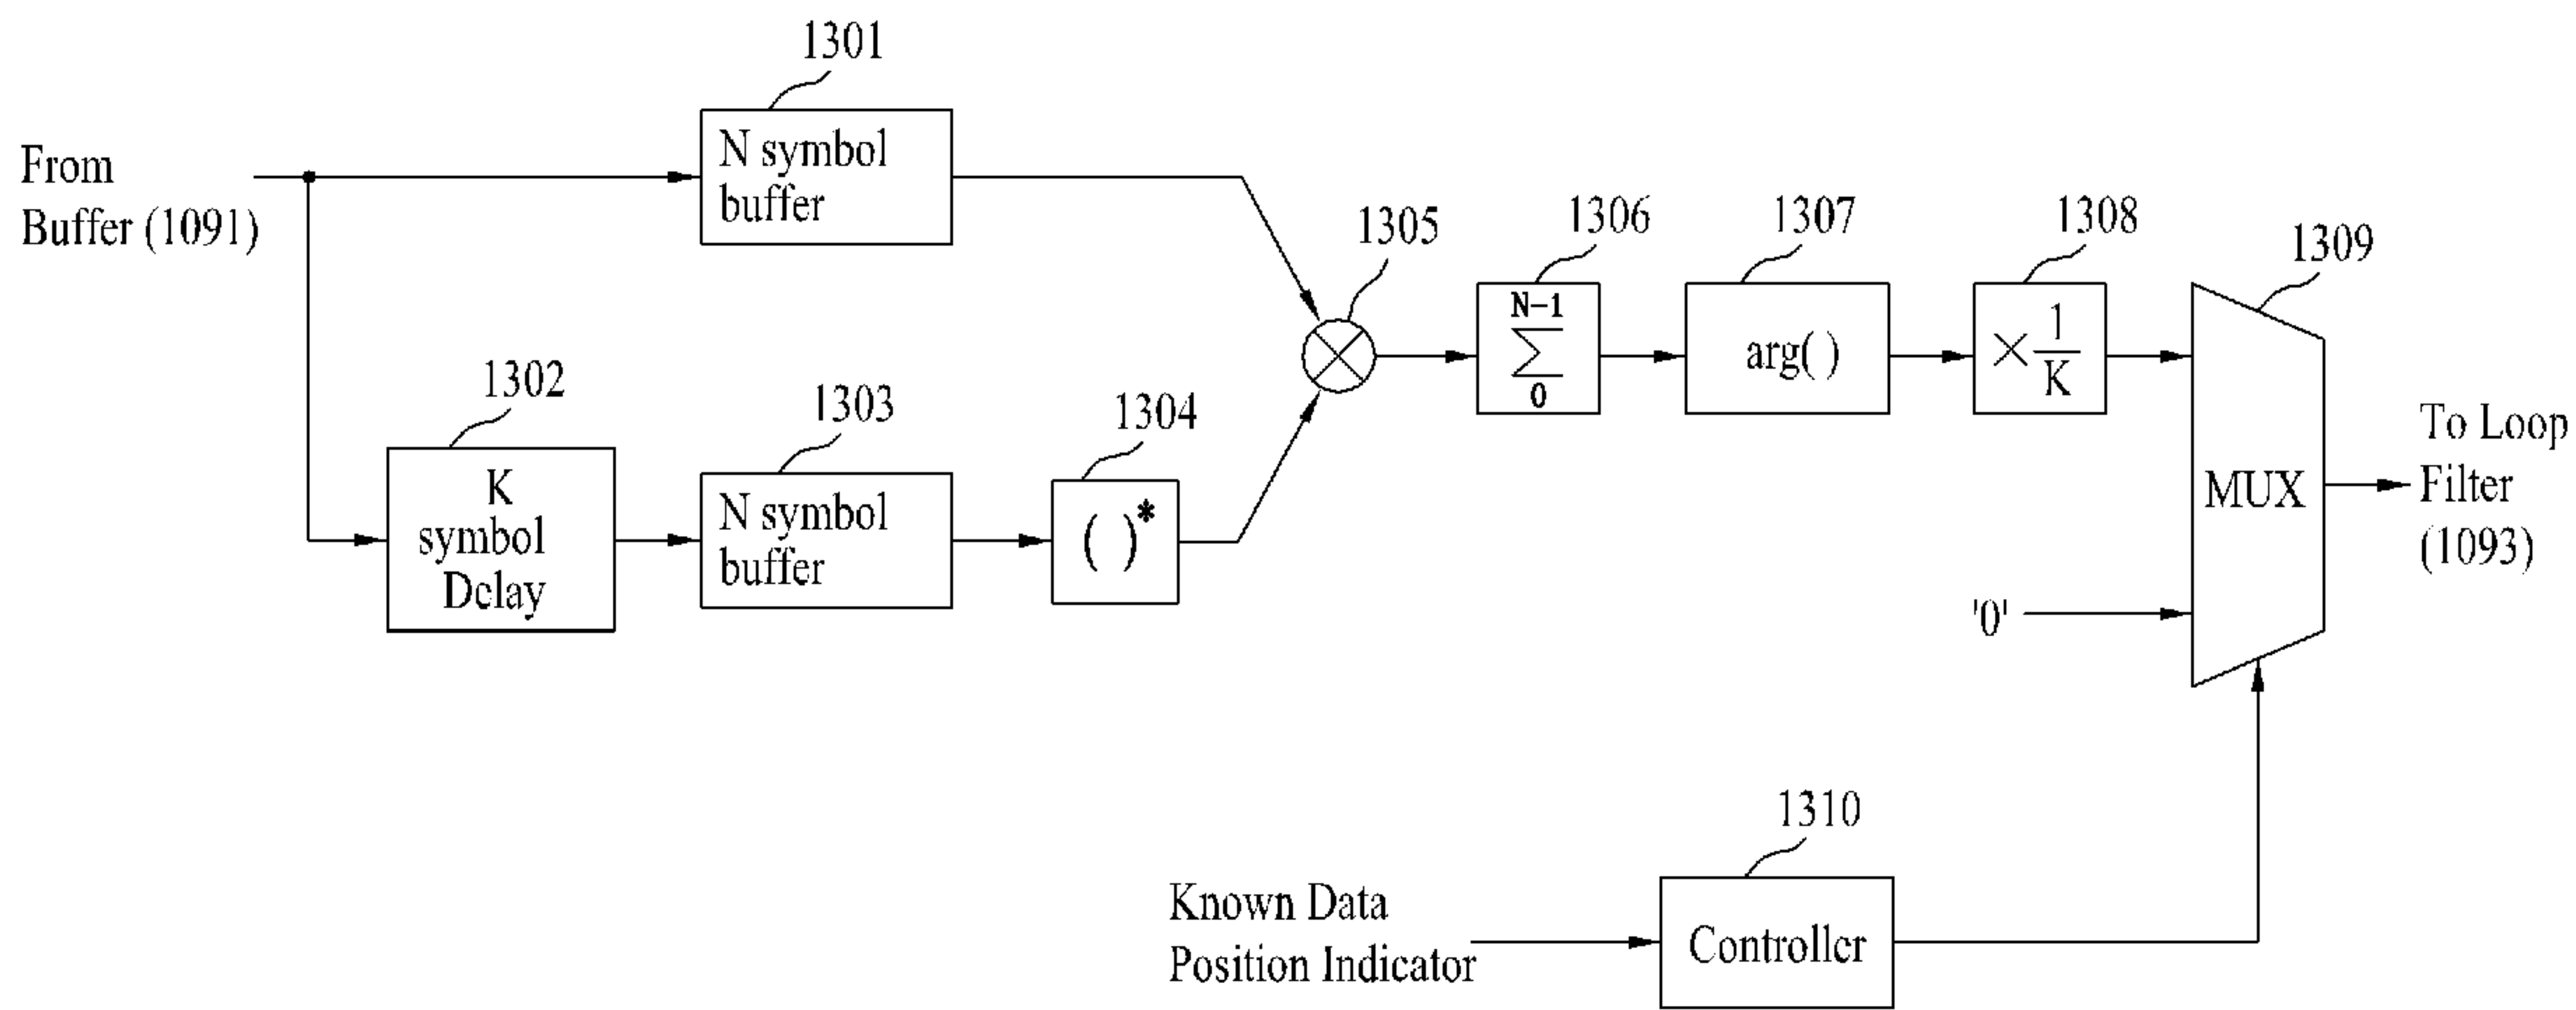 1301
N symbol
buffer
From
Buffer (1091)
1302
K
symbol
Delay
1303
N symbol
buffer
1304
( )*
1305
1306
N−1
∑
0
1307
arg( )
1308
× 1/K
1309
MUX
'0'
To Loop
Filter
(1093)
1310
Known Data
Position Indicator
Controller